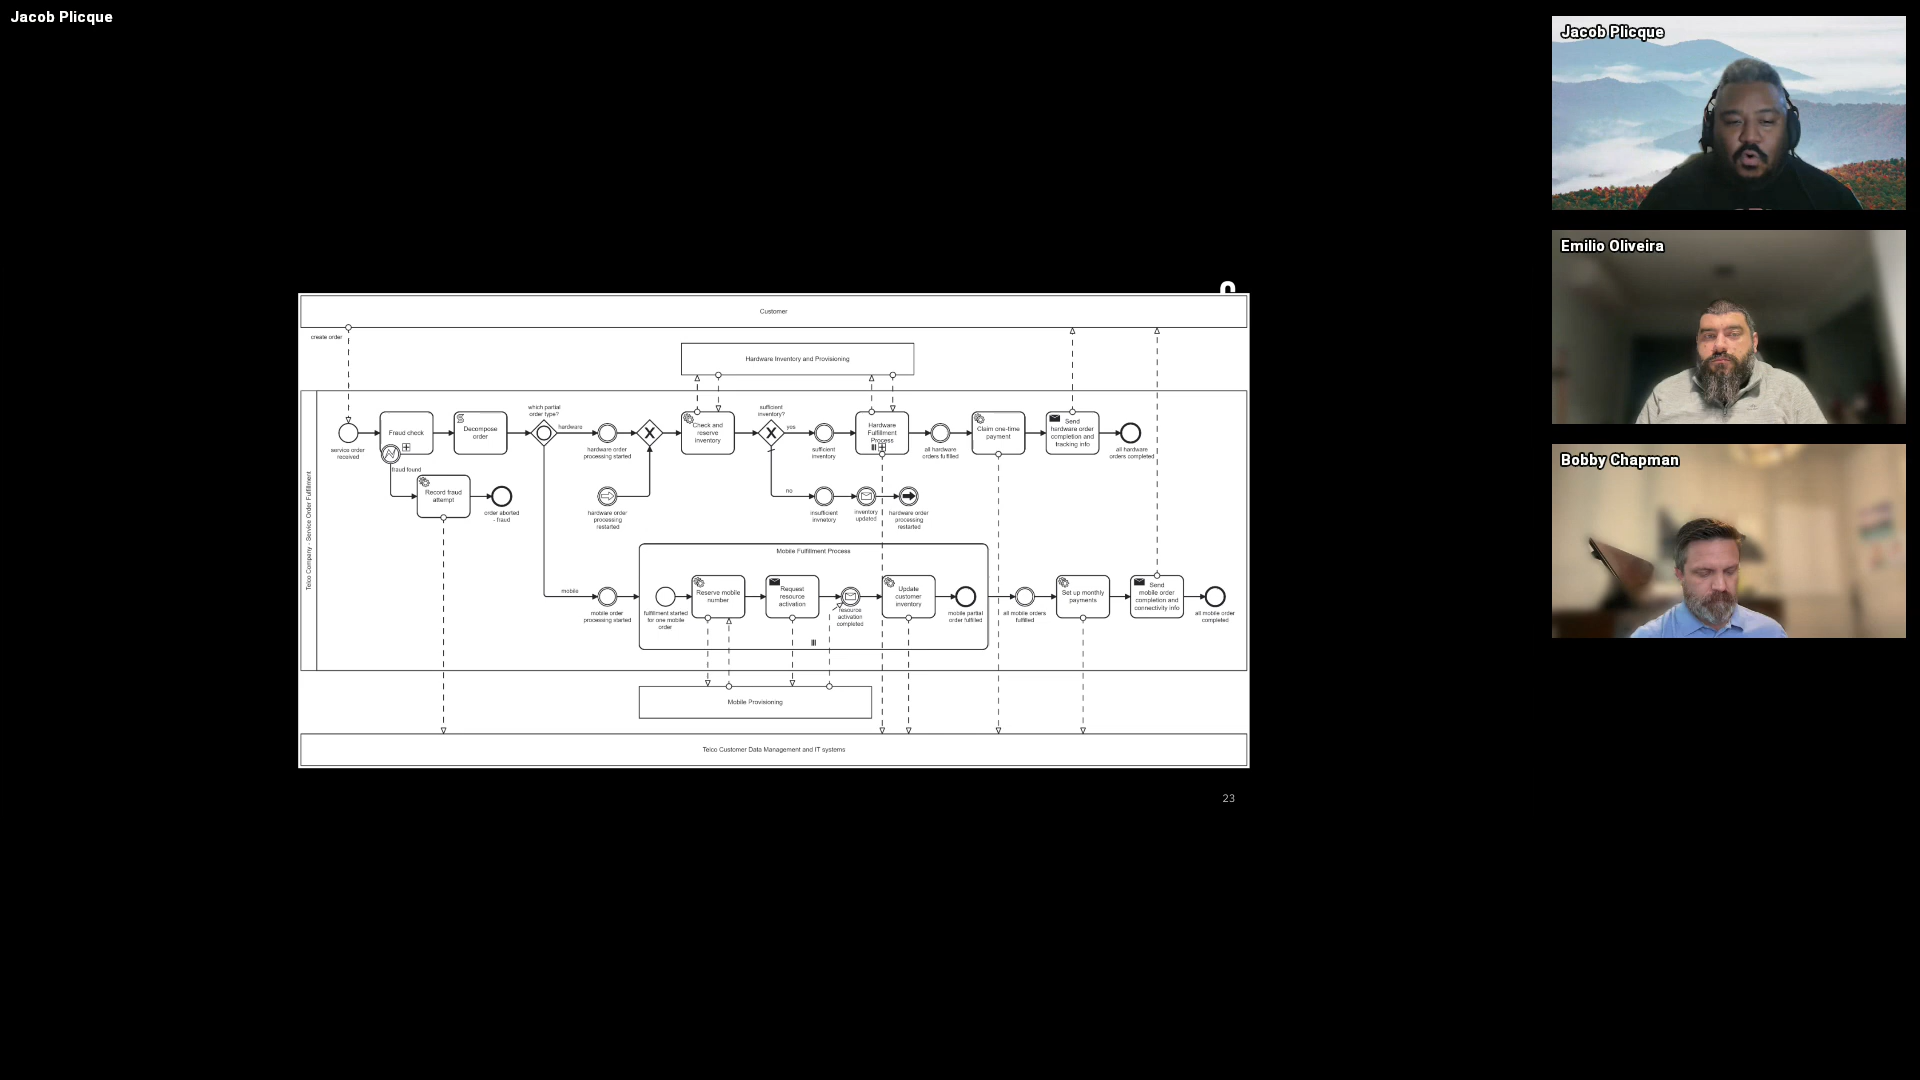 Jacob Plicque
Jacob Plicque
Emilio Oliveira
Bobby Chapman
Customer
create order
Hardware Inventory and Provisioning
Telco Company - Service Order Fulfillment
service order
received
Fraud check
fraud found
Record fraud
attempt
order aborted
- fraud
Decompose
order
which partial
order type?
hardware
hardware order
processing started
hardware order
processing
restarted
Check and
reserve
inventory
sufficient
inventory?
yes
sufficient
inventory
no
insufficient
invnetory
inventory
updated
hardware order
processing
restarted
Hardware
Fulfillment
Process
all hardware
orders fulfilled
Claim one-time
payment
Send
hardware order
completion and
tracking info
all hardware
orders completed
mobile
mobile order
processing started
Mobile Fulfillment Process
fulfillment started
for one mobile
order
Reserve mobile
number
Request
resource
activation
resource
activation
completed
Update
customer
inventory
mobile partial
order fulfilled
all mobile orders
fulfilled
Set up monthly
payments
Send
mobile order
completion and
connectivity info
all mobile order
completed
Mobile Provisioning
Telco Customer Data Management and IT systems
23